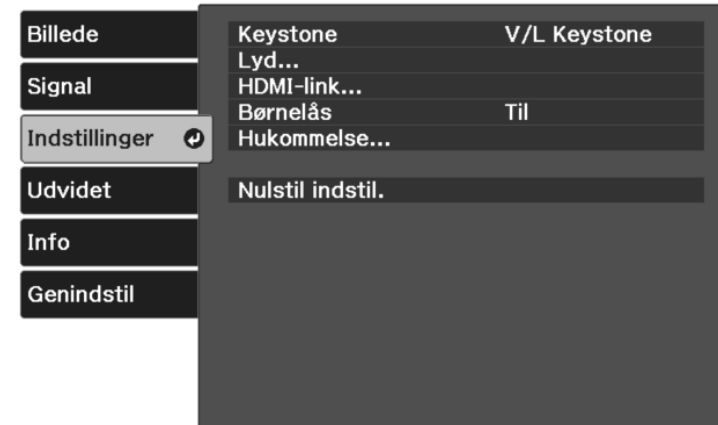 Billede
Signal
Indstillinger
Udvidet
Info
Genindstil
Keystone V/L Keystone
Lyd...
HDMI-link...
Børnelås Til
Hukommelse...
Nulstil indstil.